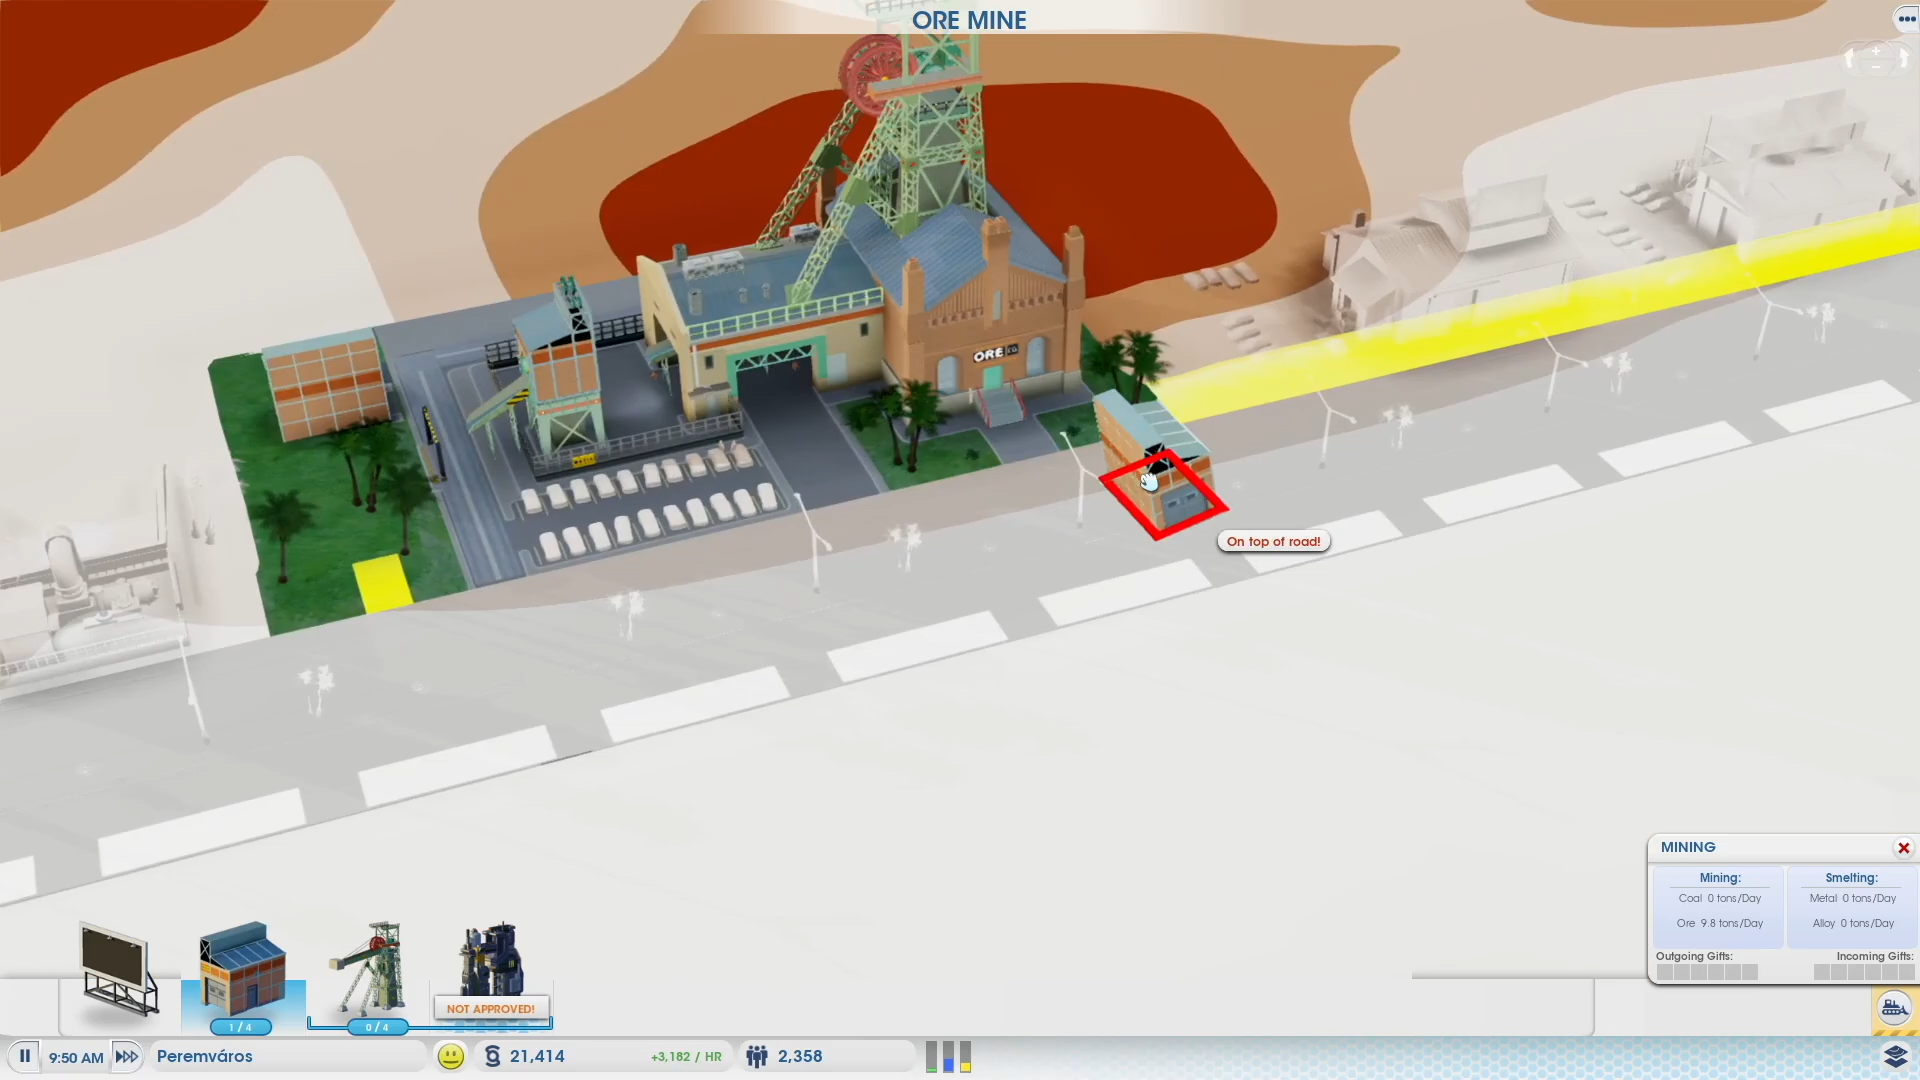 ORE MINE
ORE
On top of road!
MINING
Mining:
Smelting:
Coal 0 tons/Day
Metal 0 tons/Day
Ore 9.8 tons/Day
Alloy 0 tons/Day
Outgoing Gifts:
Incoming Gifts:
NOT APPROVED!
1 / 4
0 / 4
9:50 AM
Peremváros
21,414
+3,182 / HR
2,358